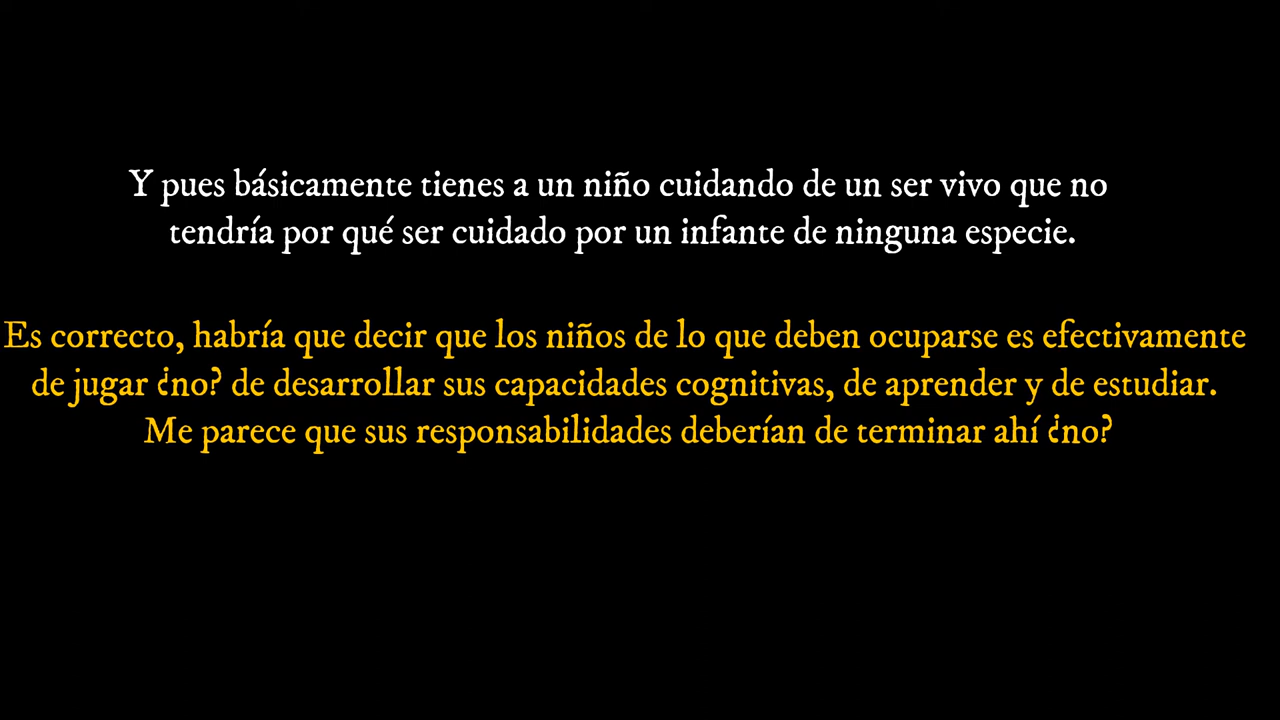 Y pues básicamente tienes a un niño cuidando de un ser vivo que no
tendría por qué ser cuidado por un infante de ninguna especie.
Es correcto, habría que decir que los niños de lo que deben ocuparse es efectivamente
de jugar ¿no? de desarrollar sus capacidades cognitivas, de aprender y de estudiar.
Me parece que sus responsabilidades deberían de terminar ahí ¿no?